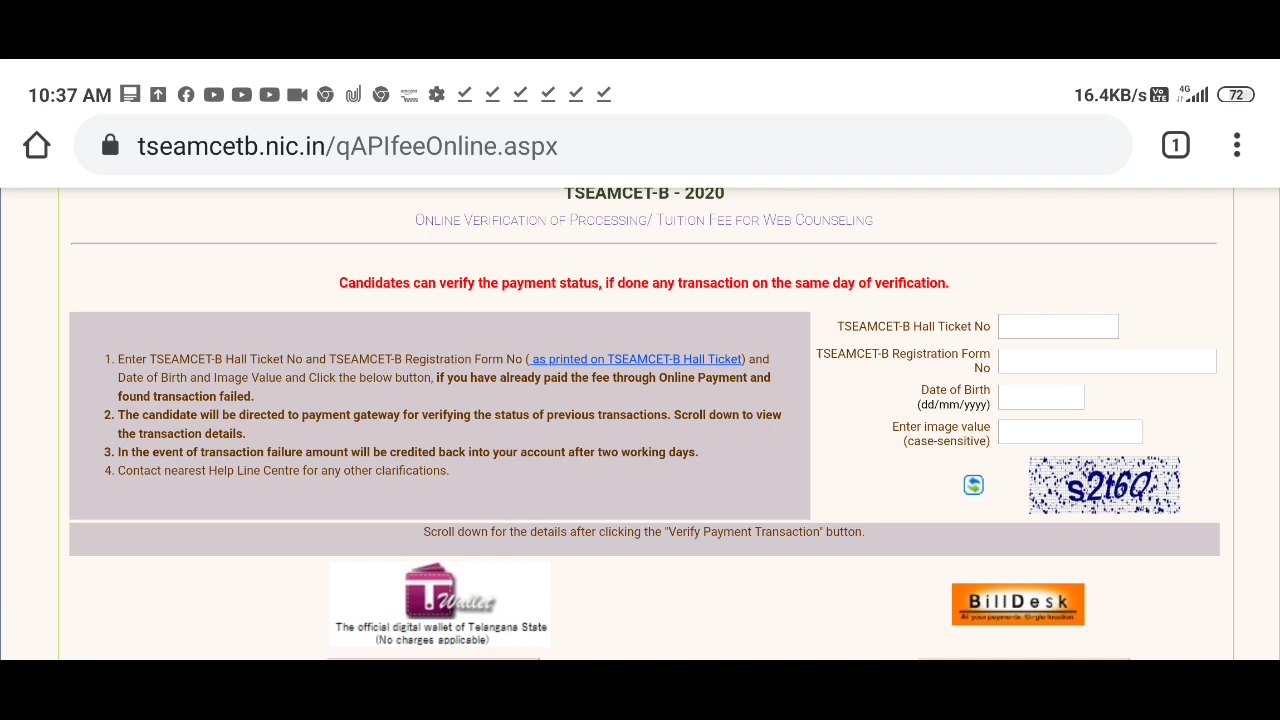 10:37 AM
16.4KB/s Vo LTE 4G 72
tseamcetb.nic.in/qAPIfeeOnline.aspx
1
TSEAMCET-B - 2020
Online Verification of Processing/ Tuition Fee for Web Counseling
Candidates can verify the payment status, if done any transaction on the same day of verification.
1. Enter TSEAMCET-B Hall Ticket No and TSEAMCET-B Registration Form No ( as printed on TSEAMCET-B Hall Ticket) and
Date of Birth and Image Value and Click the below button, if you have already paid the fee through Online Payment and
found transaction failed.
2. The candidate will be directed to payment gateway for verifying the status of previous transactions. Scroll down to view
the transaction details.
3. In the event of transaction failure amount will be credited back into your account after two working days.
4. Contact nearest Help Line Centre for any other clarifications.
TSEAMCET-B Hall Ticket No
TSEAMCET-B Registration Form
No
Date of Birth
(dd/mm/yyyy)
Enter image value
(case-sensitive)
s2t6Q
Scroll down for the details after clicking the "Verify Payment Transaction" button.
T Wallet
The official digital wallet of Telangana State
(No charges applicable)
BillDesk
All your payments. Single location.